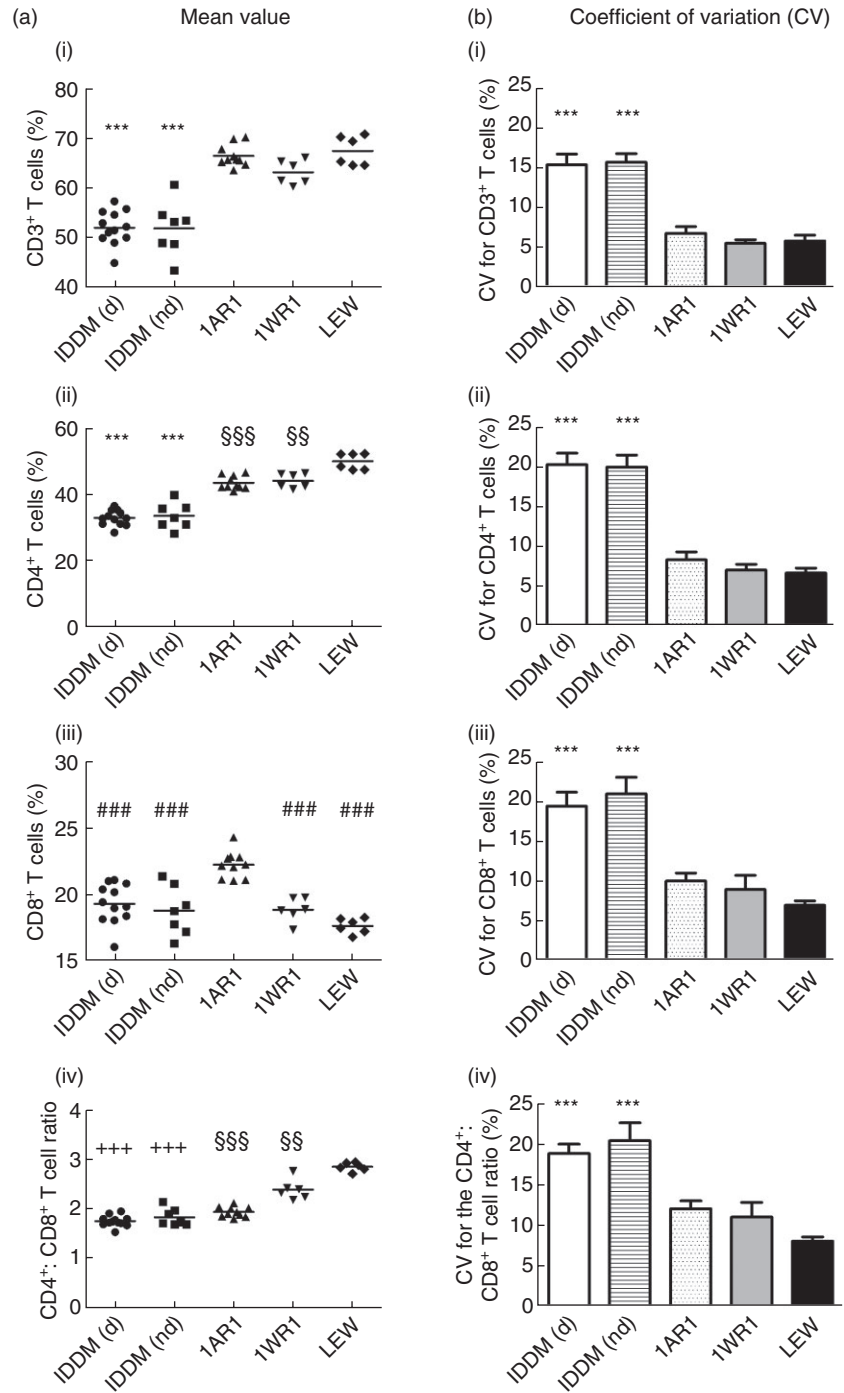 (a) Mean value
(i)
CD3⁺ T cells (%)
80
70
60
50
40
*** ***
IDDM (d) IDDM (nd) 1AR1 1WR1 LEW
(ii)
CD4⁺ T cells (%)
60
40
20
0
*** *** §§§ §§
IDDM (d) IDDM (nd) 1AR1 1WR1 LEW
(iii)
CD8⁺ T cells (%)
30
25
20
15
### ### ### ###
IDDM (d) IDDM (nd) 1AR1 1WR1 LEW
(iv)
CD4⁺: CD8⁺ T cell ratio
4
3
2
1
0
+++ +++ §§§ §§
IDDM (d) IDDM (nd) 1AR1 1WR1 LEW
(b) Coefficient of variation (CV)
(i)
CV for CD3⁺ T cells (%)
25
20
15
10
5
0
*** ***
IDDM (d) IDDM (nd) 1AR1 1WR1 LEW
(ii)
CV for CD4⁺ T cells (%)
25
20
15
10
5
0
*** ***
IDDM (d) IDDM (nd) 1AR1 1WR1 LEW
(iii)
CV for CD8⁺ T cells (%)
25
20
15
10
5
0
*** ***
IDDM (d) IDDM (nd) 1AR1 1WR1 LEW
(iv)
CV for the CD4⁺:
CD8⁺ T cell ratio (%)
25
20
15
10
5
0
*** ***
IDDM (d) IDDM (nd) 1AR1 1WR1 LEW